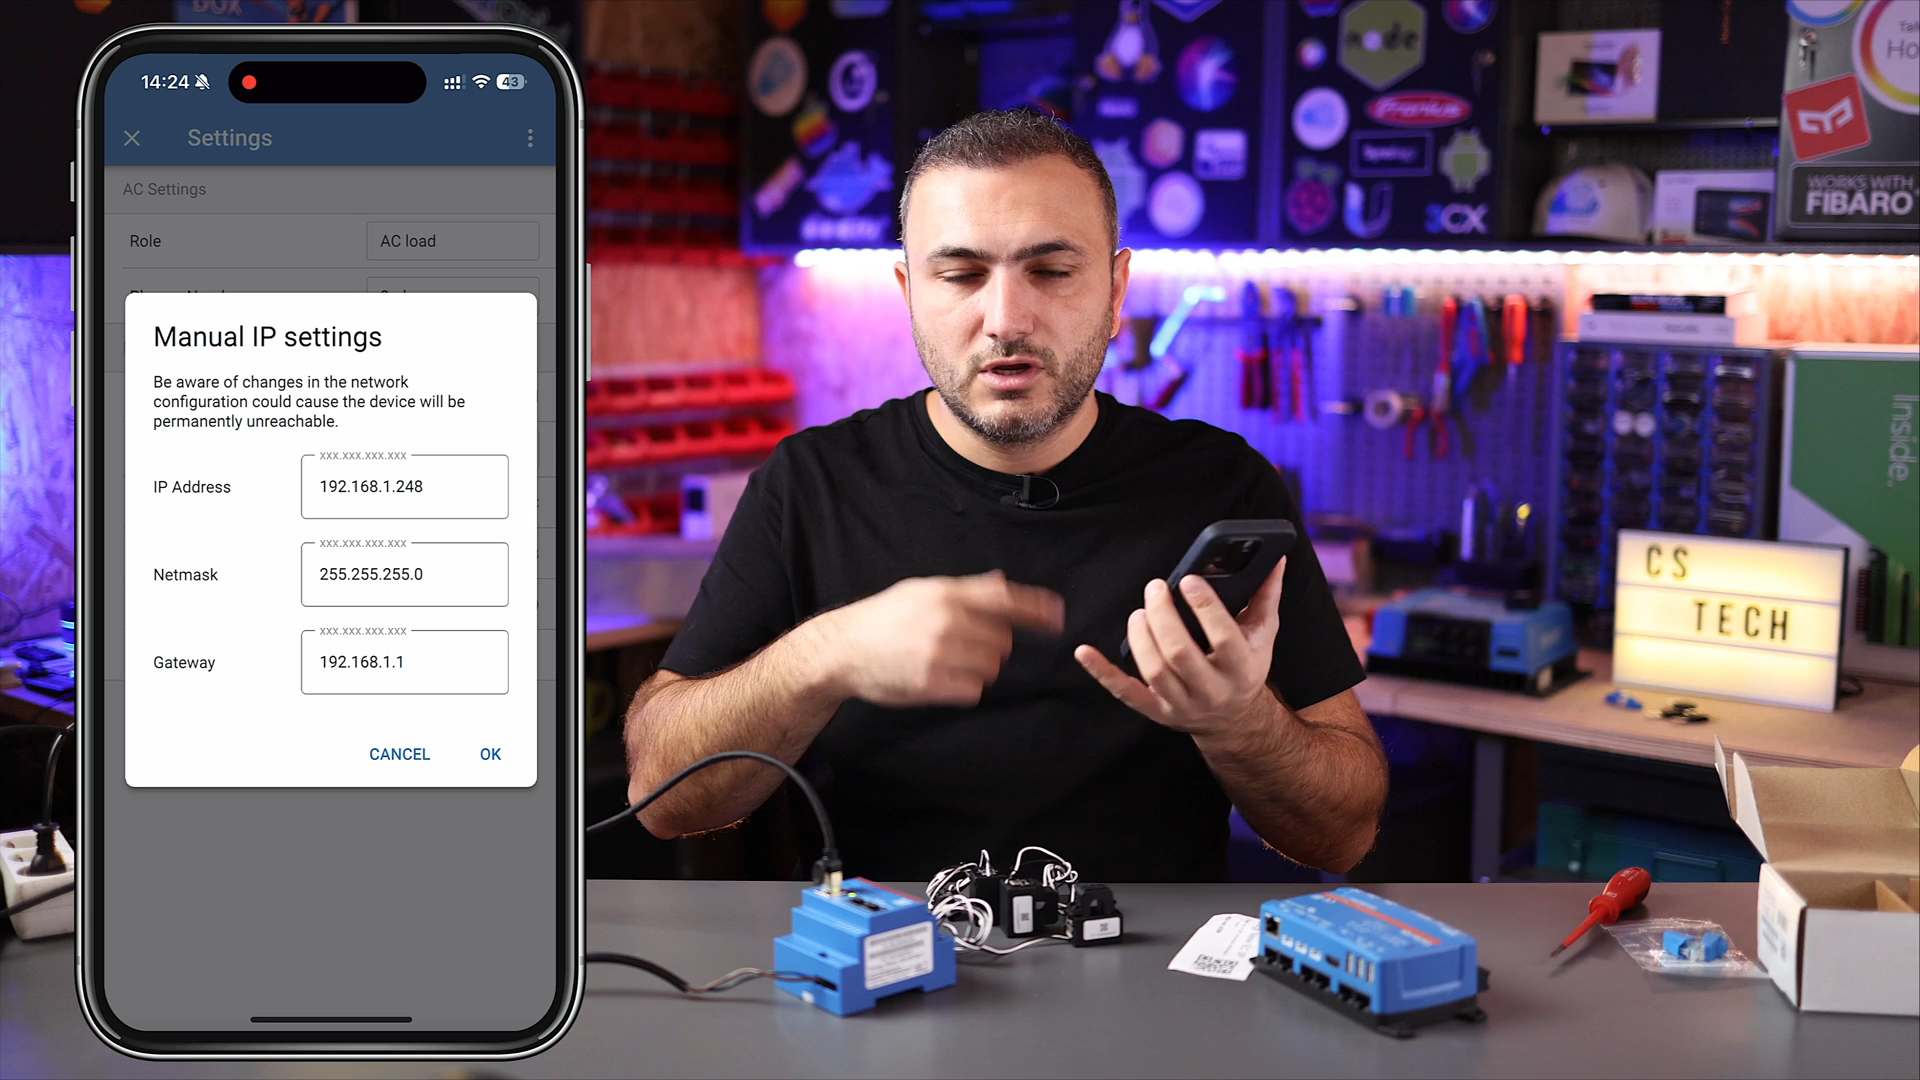 14:24
43
Settings
AC Settings
Role
AC load
Manual IP settings
Be aware of changes in the network
configuration could cause the device will be
permanently unreachable.
xxx.xxx.xxx.xxx
IP Address
192.168.1.248
xxx.xxx.xxx.xxx
Netmask
255.255.255.0
xxx.xxx.xxx.xxx
Gateway
192.168.1.1
CANCEL
OK
node
Fronius
3CX
WORKS WITH
FIBARO
Inside
CS
TECH